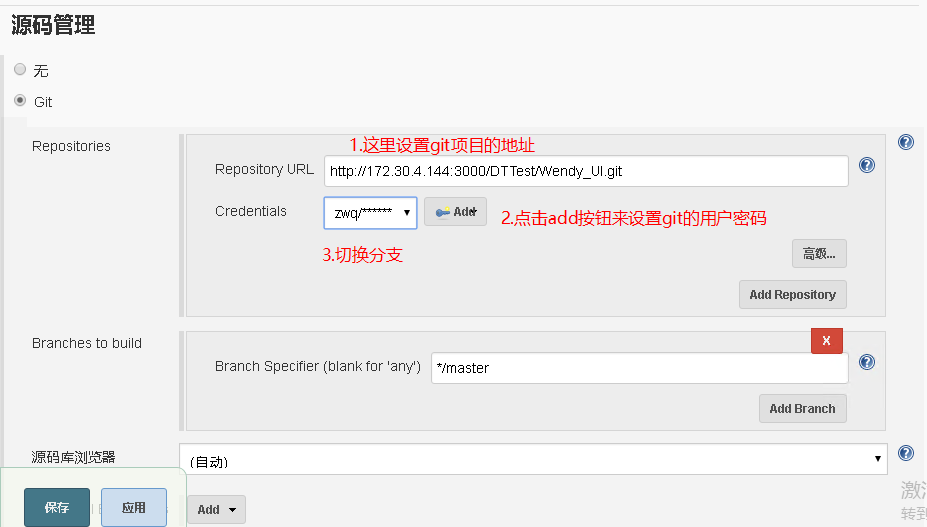 源码管理
无
Git
Repositories
1.这里设置git项目的地址
Repository URL http://172.30.4.144:3000/DTTest/Wendy_UI.git
Credentials zwq/****** Add
2.点击add按钮来设置git的用户密码
3.切换分支
高级...
Add Repository
Branches to build
X
Branch Specifier (blank for 'any') */master
Add Branch
源码库浏览器 (自动)
保存 应用 Add
激
转到